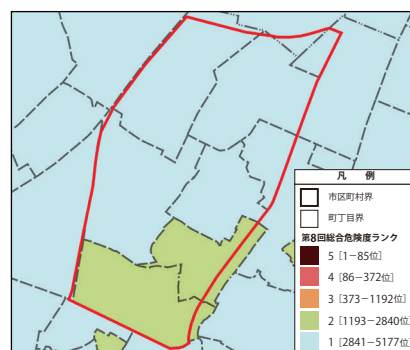 凡　例
市区町村界
町丁目界
第8回総合危険度ランク
5［1－85位］
4［86－372位］
3［373－1192位］
2［1193－2840位］
1［2841－5177位］